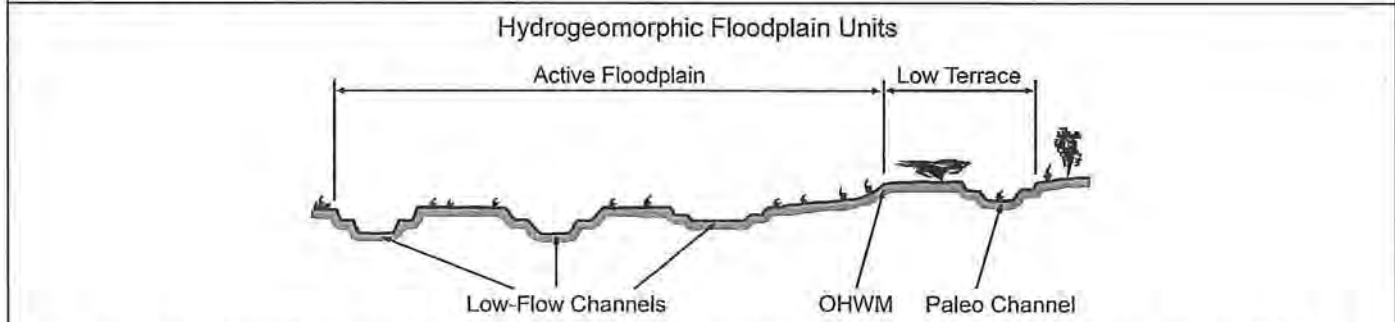 Hydrogeomorphic Floodplain Units
Active Floodplain
Low Terrace
Low-Flow Channels
OHWM
Paleo Channel